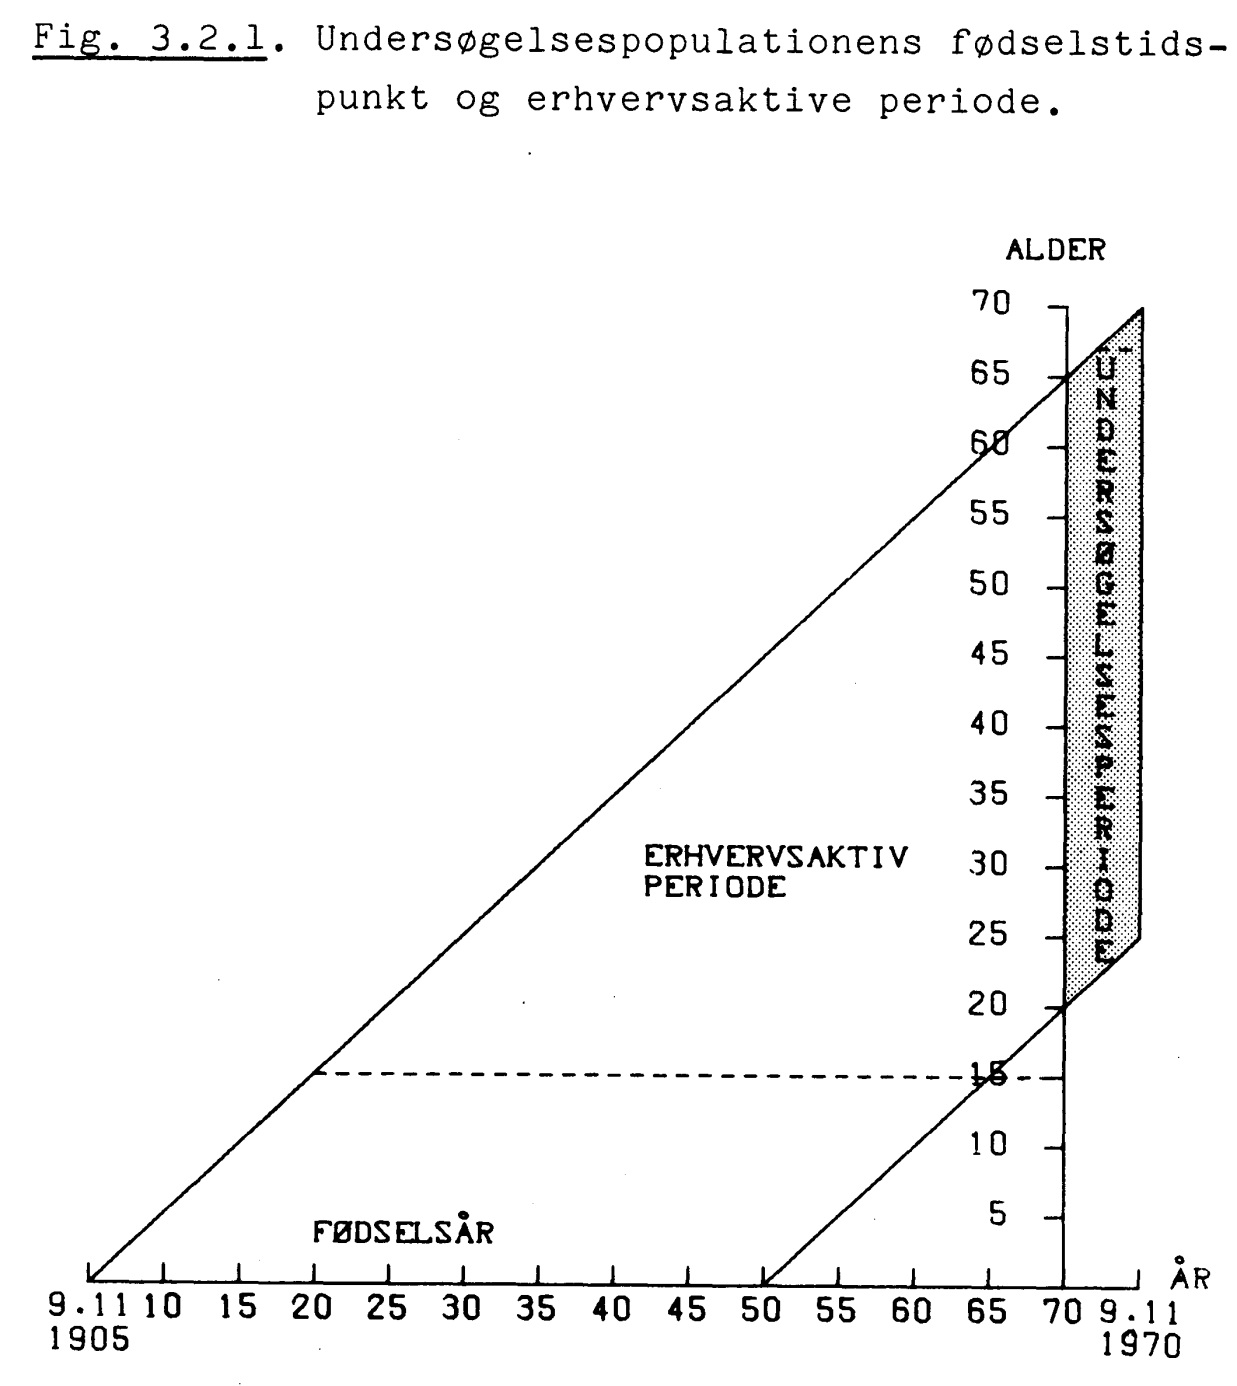 Fig. 3.2.1. Undersøgelsespopulationens fødselstids-
punkt og erhvervsaktive periode.
ALDER
70
65
60
55
50
45
40
35
30
25
20
15
10
5
UNDERSØGELSESPERIODE
ERHVERVSAKTIV
PERIODE
FØDSELSÅR
ÅR
9.11 10 15 20 25 30 35 40 45 50 55 60 65 70 9.11
1905 1970